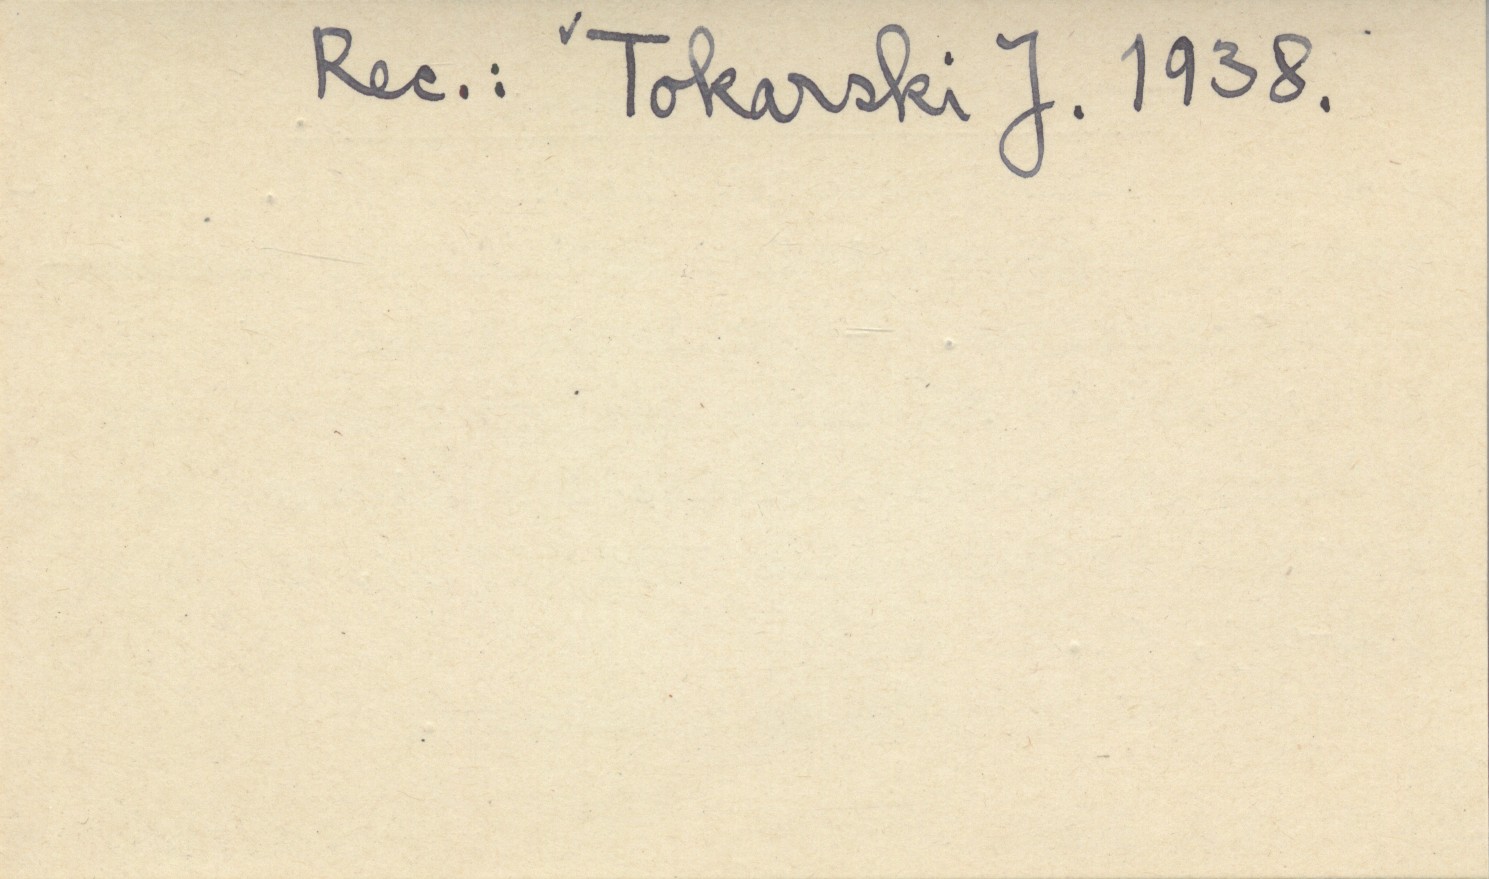 Rec.: ✓Tokarski J. 1938.